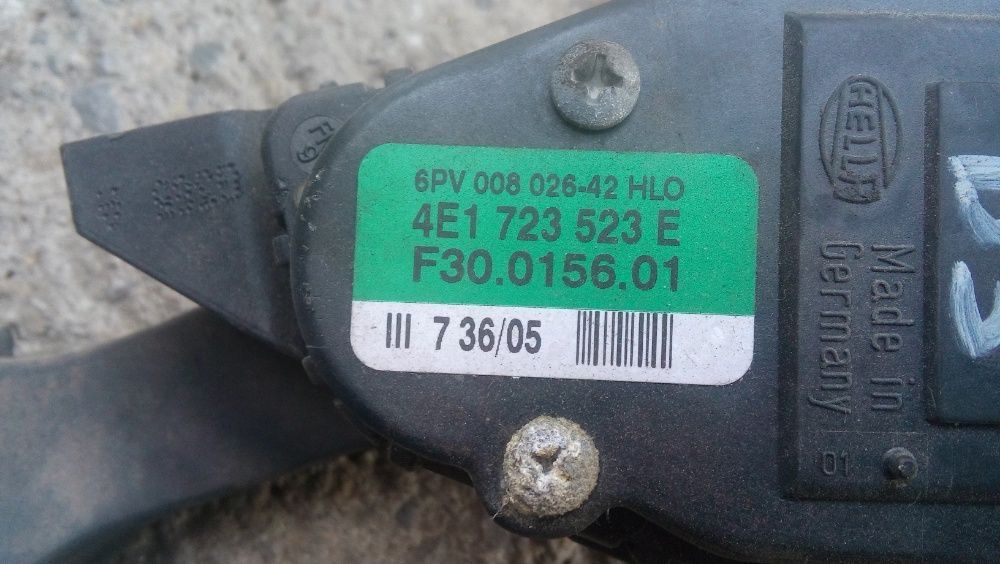 6PV 008 026-42 HLO
4E1 723 523 E
F30.0156.01
7 36/05
HELLA
Made in
Germany
01